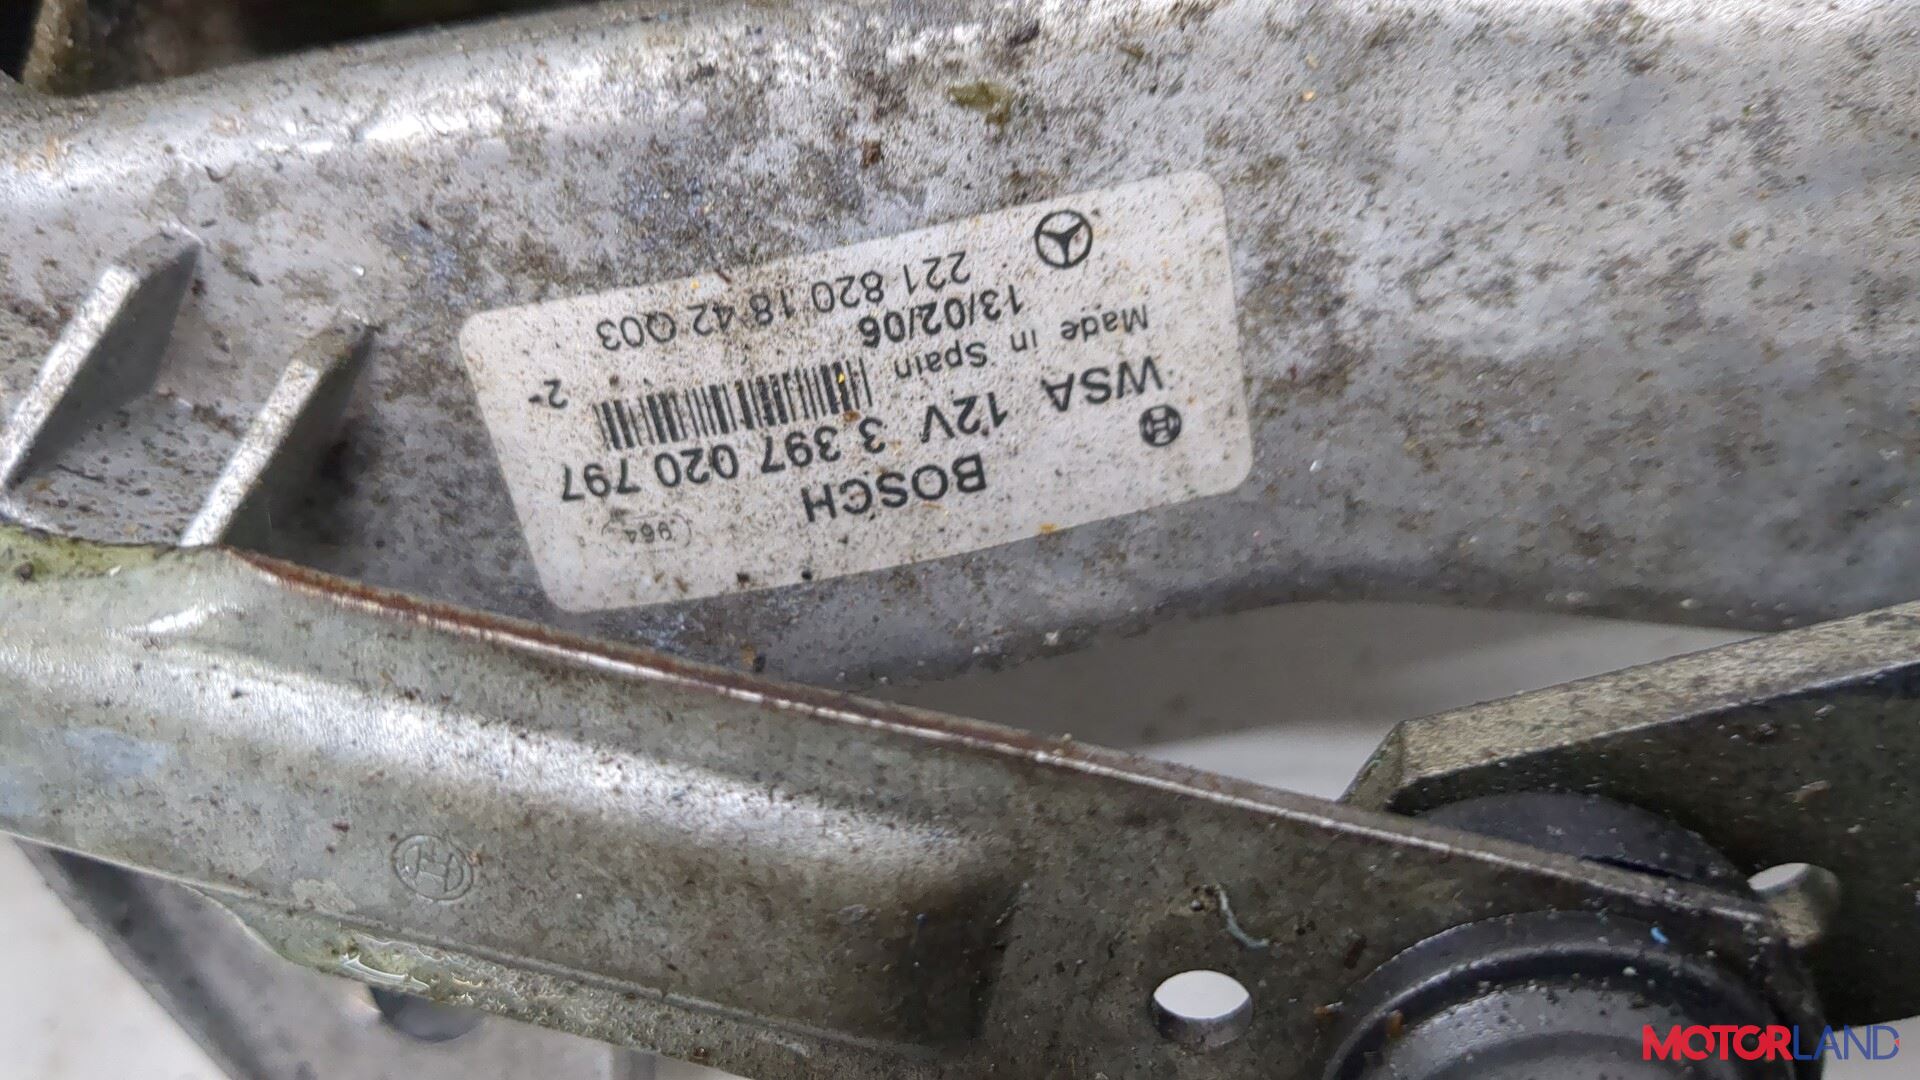 964
BOSCH
WSA 12V 3 397 020 797
Made in Spain
13/02/06
2
221 820 18 42 Q03
MOTORLAND